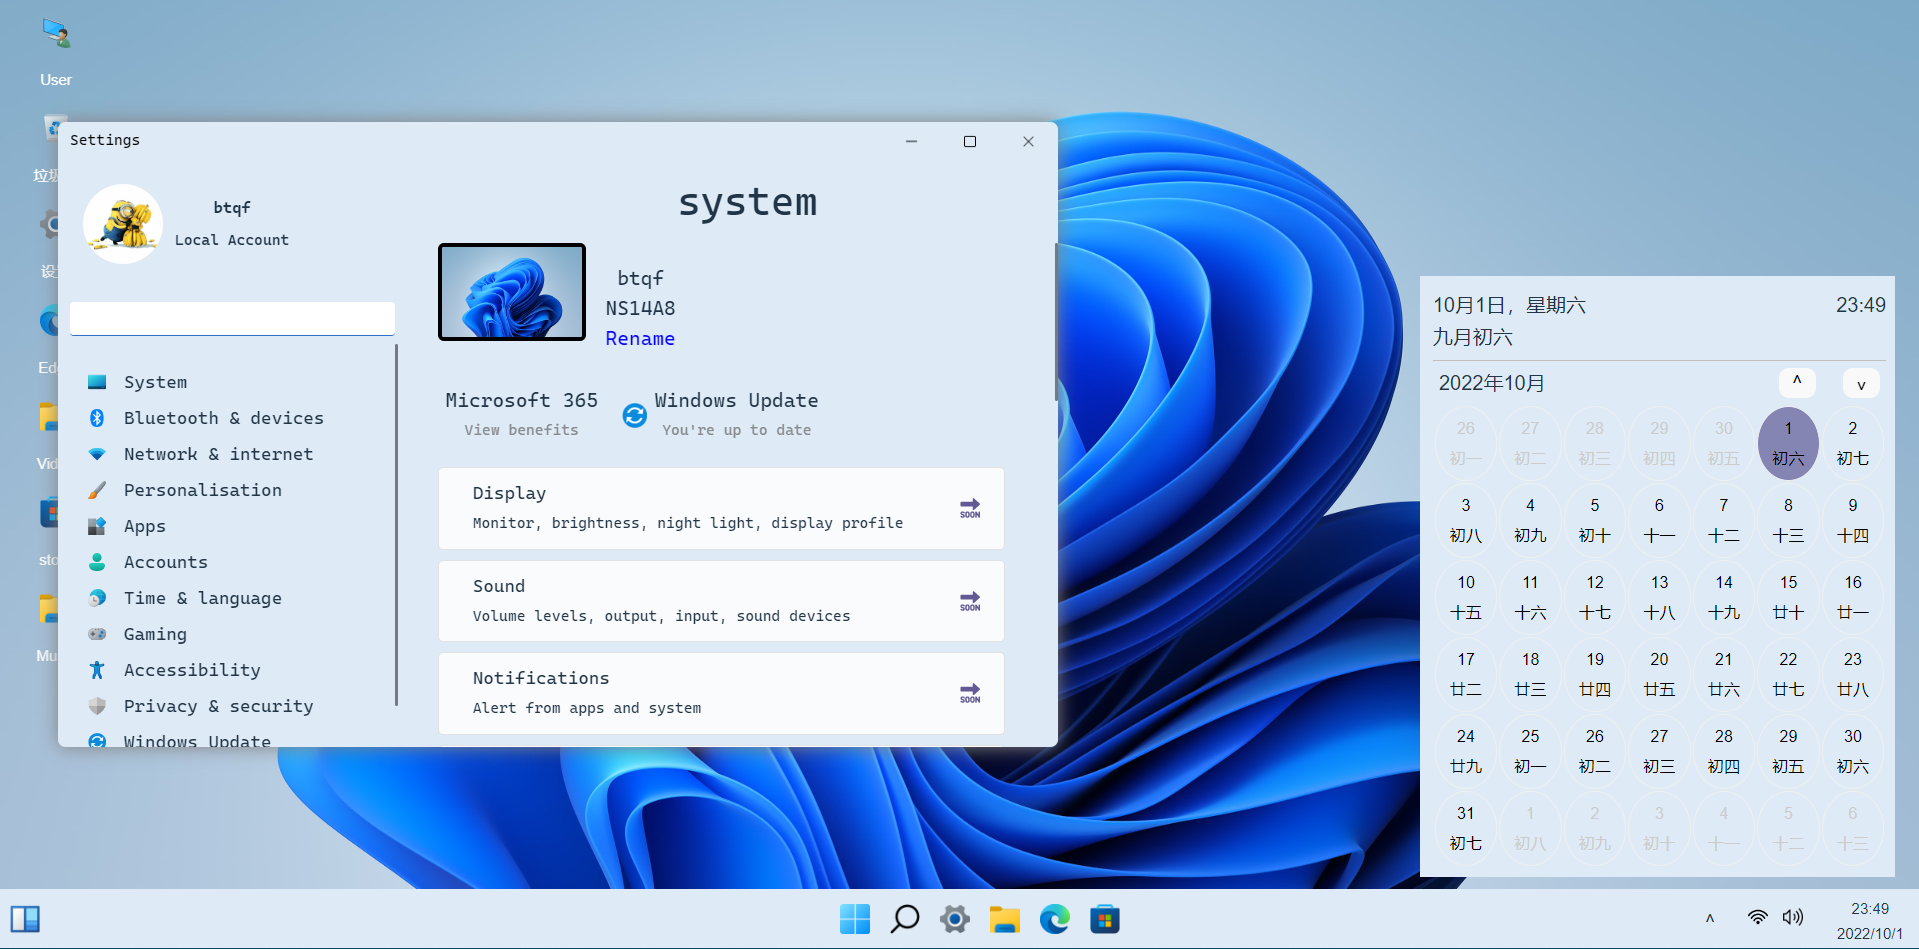 User
Settings
btqf
Local Account
System
Bluetooth & devices
Network & internet
Personalisation
Apps
Accounts
Time & language
Gaming
Accessibility
Privacy & security
Windows Update
system
btqf
NS14A8
Rename
Microsoft 365
View benefits
Windows Update
You're up to date
Display
Monitor, brightness, night light, display profile
SOON
Sound
Volume levels, output, input, sound devices
SOON
Notifications
Alert from apps and system
SOON
10月1日，星期六 23:49
九月初六
2022年10月 ^ v
26 27 28 29 30 1 2
初一 初二 初三 初四 初五 初六 初七
3 4 5 6 7 8 9
初八 初九 初十 十一 十二 十三 十四
10 11 12 13 14 15 16
十五 十六 十七 十八 十九 廿十 廿一
17 18 19 20 21 22 23
廿二 廿三 廿四 廿五 廿六 廿七 廿八
24 25 26 27 28 29 30
廿九 初一 初二 初三 初四 初五 初六
31 1 2 3 4 5 6
初七 初八 初九 初十 十一 十二 十三
23:49
2022/10/1